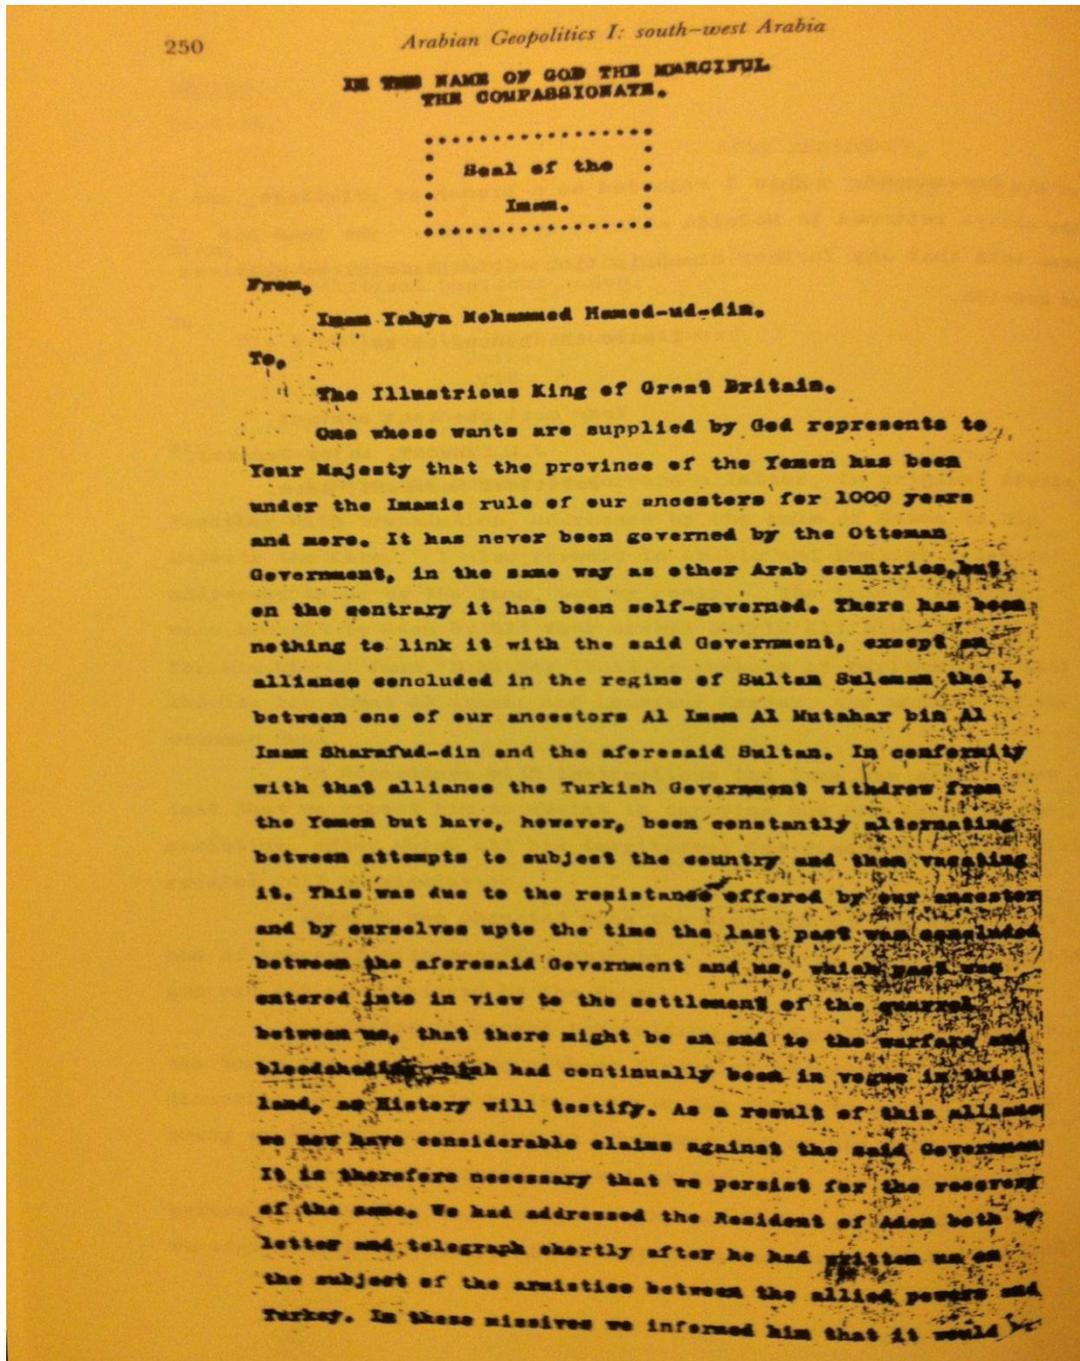 250
Arabian Geopolitics I: south-west Arabia
IN THE NAME OF GOD THE MARCIFUL
THE COMPASSIONATE.
Seal of the
Imam.
From,
Imam Yahya Mohammed Hamed-ud-din.
To,
The Illustrious King of Great Britain.
One whose wants are supplied by God represents to
Your Majesty that the province of the Yemen has been
under the Imamic rule of our ancestors for 1000 years
and more. It has never been governed by the Ottoman
Government, in the same way as other Arab countries, but
on the contrary it has been self-governed. There has been
nothing to link it with the said Government, except an
alliance concluded in the regime of Sultan Suleman the I,
between one of our ancestors Al Imam Al Mutahar bin Al
Imam Sharafud-din and the aforesaid Sultan. In conformity
with that alliance the Turkish Government withdrew from
the Yemen but have, however, been constantly alternating
between attempts to subject the country and then vacating
it. This was due to the resistance offered by our ancestor
and by ourselves upto the time the last pact was concluded
between the aforesaid Government and us, which pact was
entered into in view to the settlement of the quarrel
between us, that there might be an end to the warfare and
bloodshedding which had continually been in vogue in this
land, as History will testify. As a result of this alliance
we now have considerable claims against the said Government
It is therefore necessary that we persist for the recovery
of the same. We had addressed the Resident of Aden both by
letter and telegraph shortly after he had written us on
the subject of the armistice between the allied powers and
Turkey. In these missives we informed him that it would